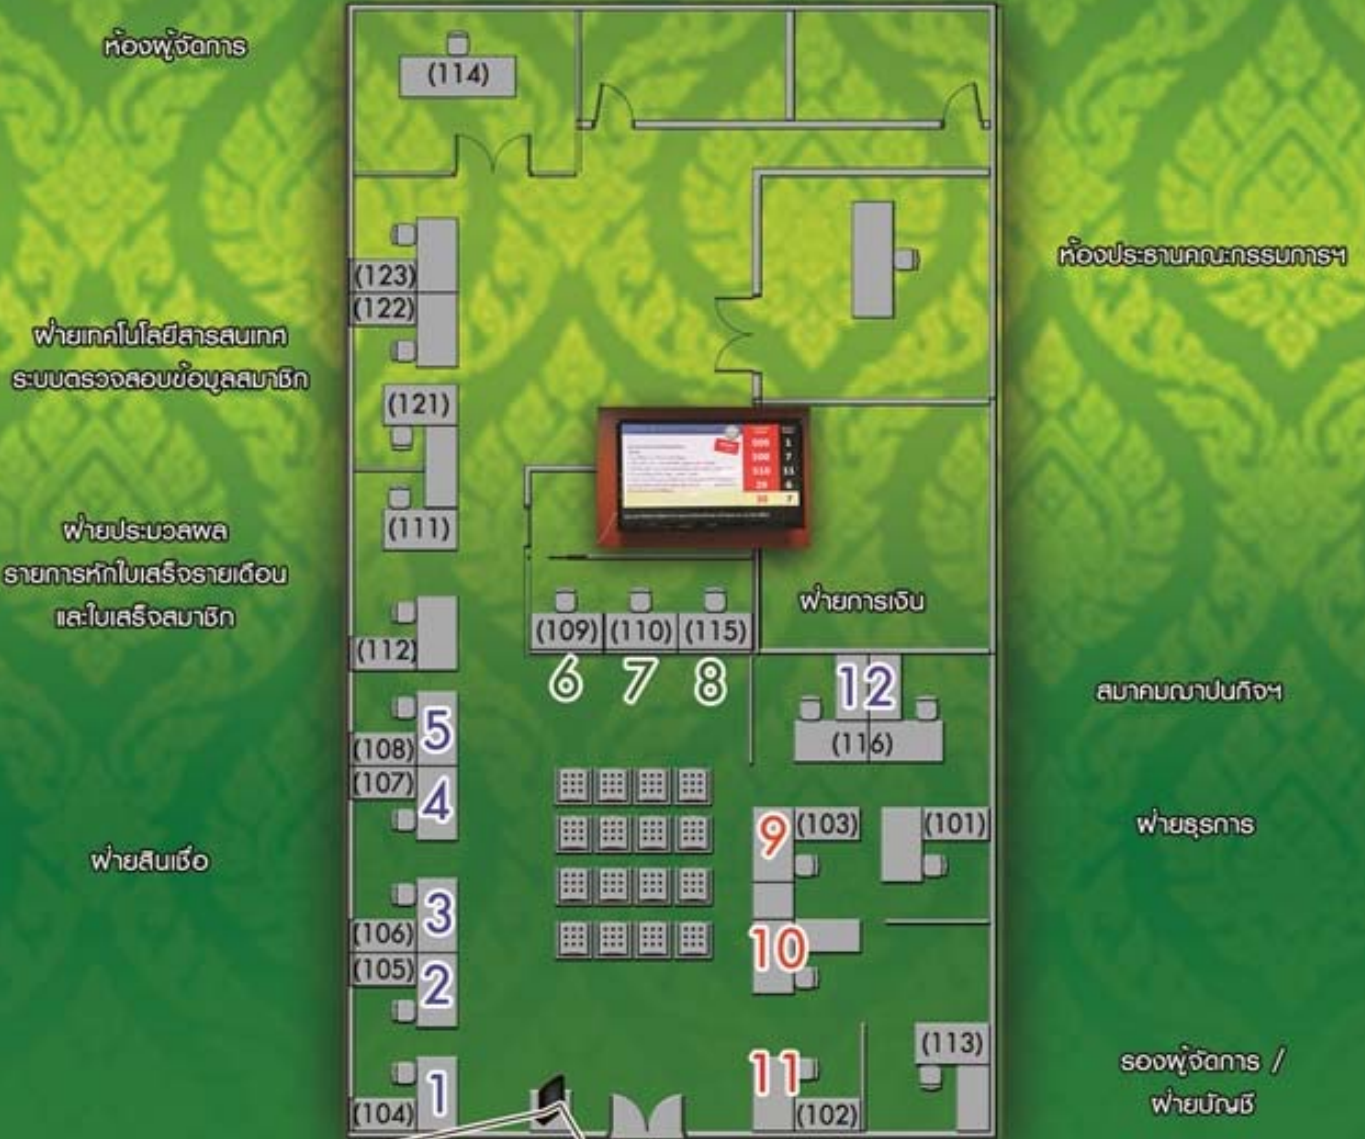 ห้องผู้จัดการ
(114)
(123)
(122)
ห้องประธานคณะกรรมการฯ
ฝ่ายเทคโนโลยีสารสนเทศ
ระบบตรวจสอบข้อมูลสมาชิก
(121)
1
7
11
6
7
(111)
ฝ่ายประมวลผล
รายการหักใบเสร็จรายเดือน
และใบเสร็จสมาชิก
ฝ่ายการเงิน
(109) (110) (115)
6 7 8
(112)
12
(116)
สมาคมฌาปนกิจฯ
5
(108)
(107)
4
9 (103) (101)
ฝ่ายธุรการ
ฝ่ายสินเชื่อ
3
(106)
10
(105)
2
(113)
รองผู้จัดการ /
ฝ่ายบัญชี
1
(104)
11
(102)